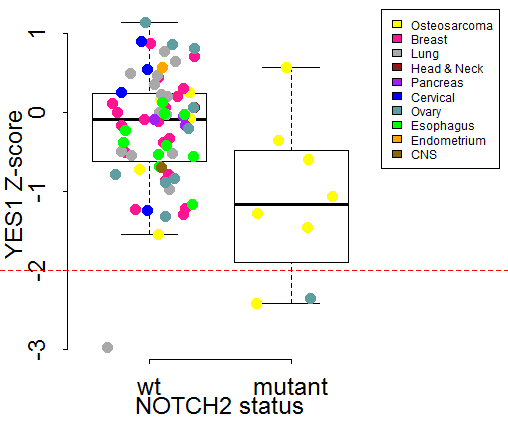 1
0
-1
-2
-3
YES1 Z-score
wt mutant
NOTCH2 status
Osteosarcoma
Breast
Lung
Head & Neck
Pancreas
Cervical
Ovary
Esophagus
Endometrium
CNS